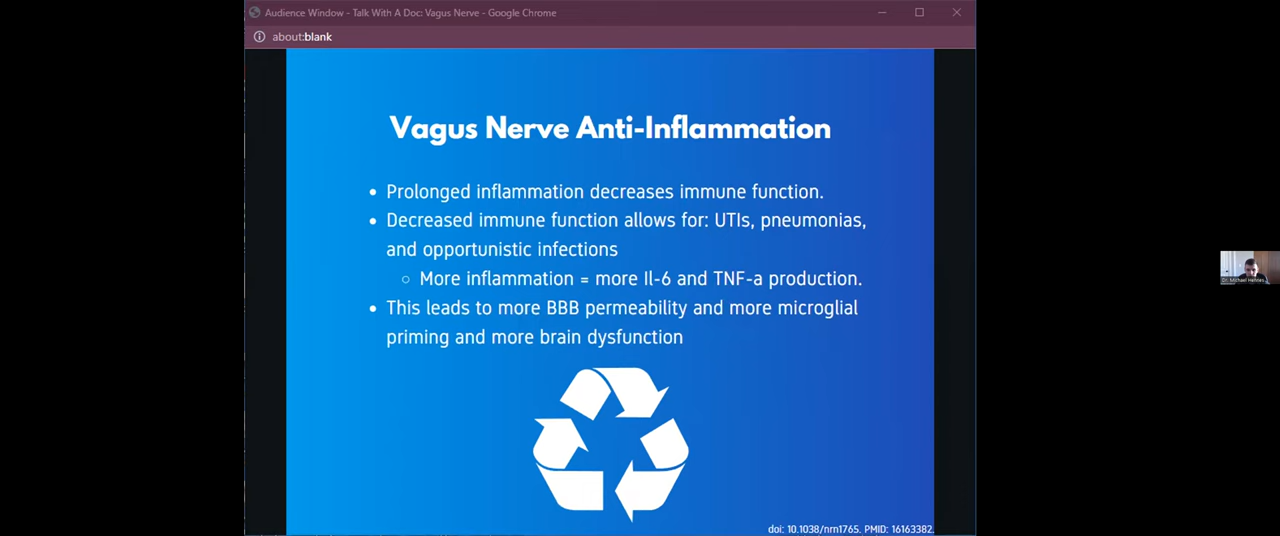 Audience Window - Talk With A Doc: Vagus Nerve - Google Chrome
about:blank
Vagus Nerve Anti-Inflammation
• Prolonged inflammation decreases immune function.
• Decreased immune function allows for: UTIs, pneumonias,
and opportunistic infections
○ More inflammation = more Il-6 and TNF-a production.
• This leads to more BBB permeability and more microglial
priming and more brain dysfunction
Dr. Michael Hennes
doi: 10.1038/nrn1765. PMID: 16163382.